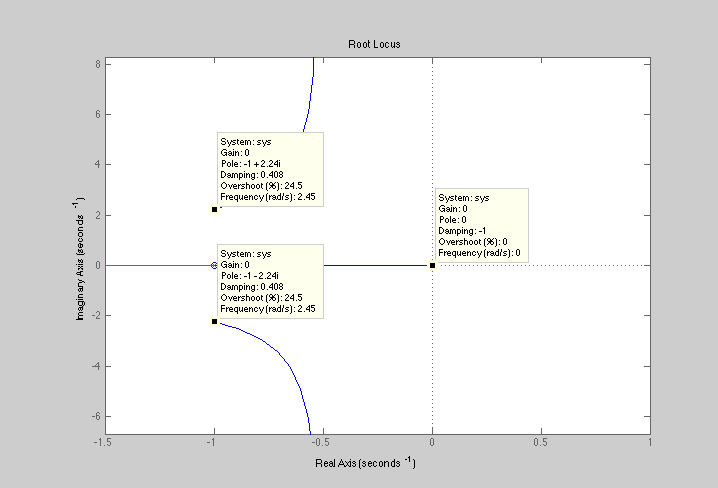 Root Locus
8
6
4
2
0
-2
-4
-6
Imaginary Axis (seconds -1)
System: sys
Gain: 0
Pole: -1 + 2.24i
Damping: 0.408
Overshoot (%): 24.5
Frequency (rad/s): 2.45
System: sys
Gain: 0
Pole: 0
Damping: -1
Overshoot (%): 0
Frequency (rad/s): 0
System: sys
Gain: 0
Pole: -1 - 2.24i
Damping: 0.408
Overshoot (%): 24.5
Frequency (rad/s): 2.45
-1.5 -1 -0.5 0 0.5 1
Real Axis (seconds -1)